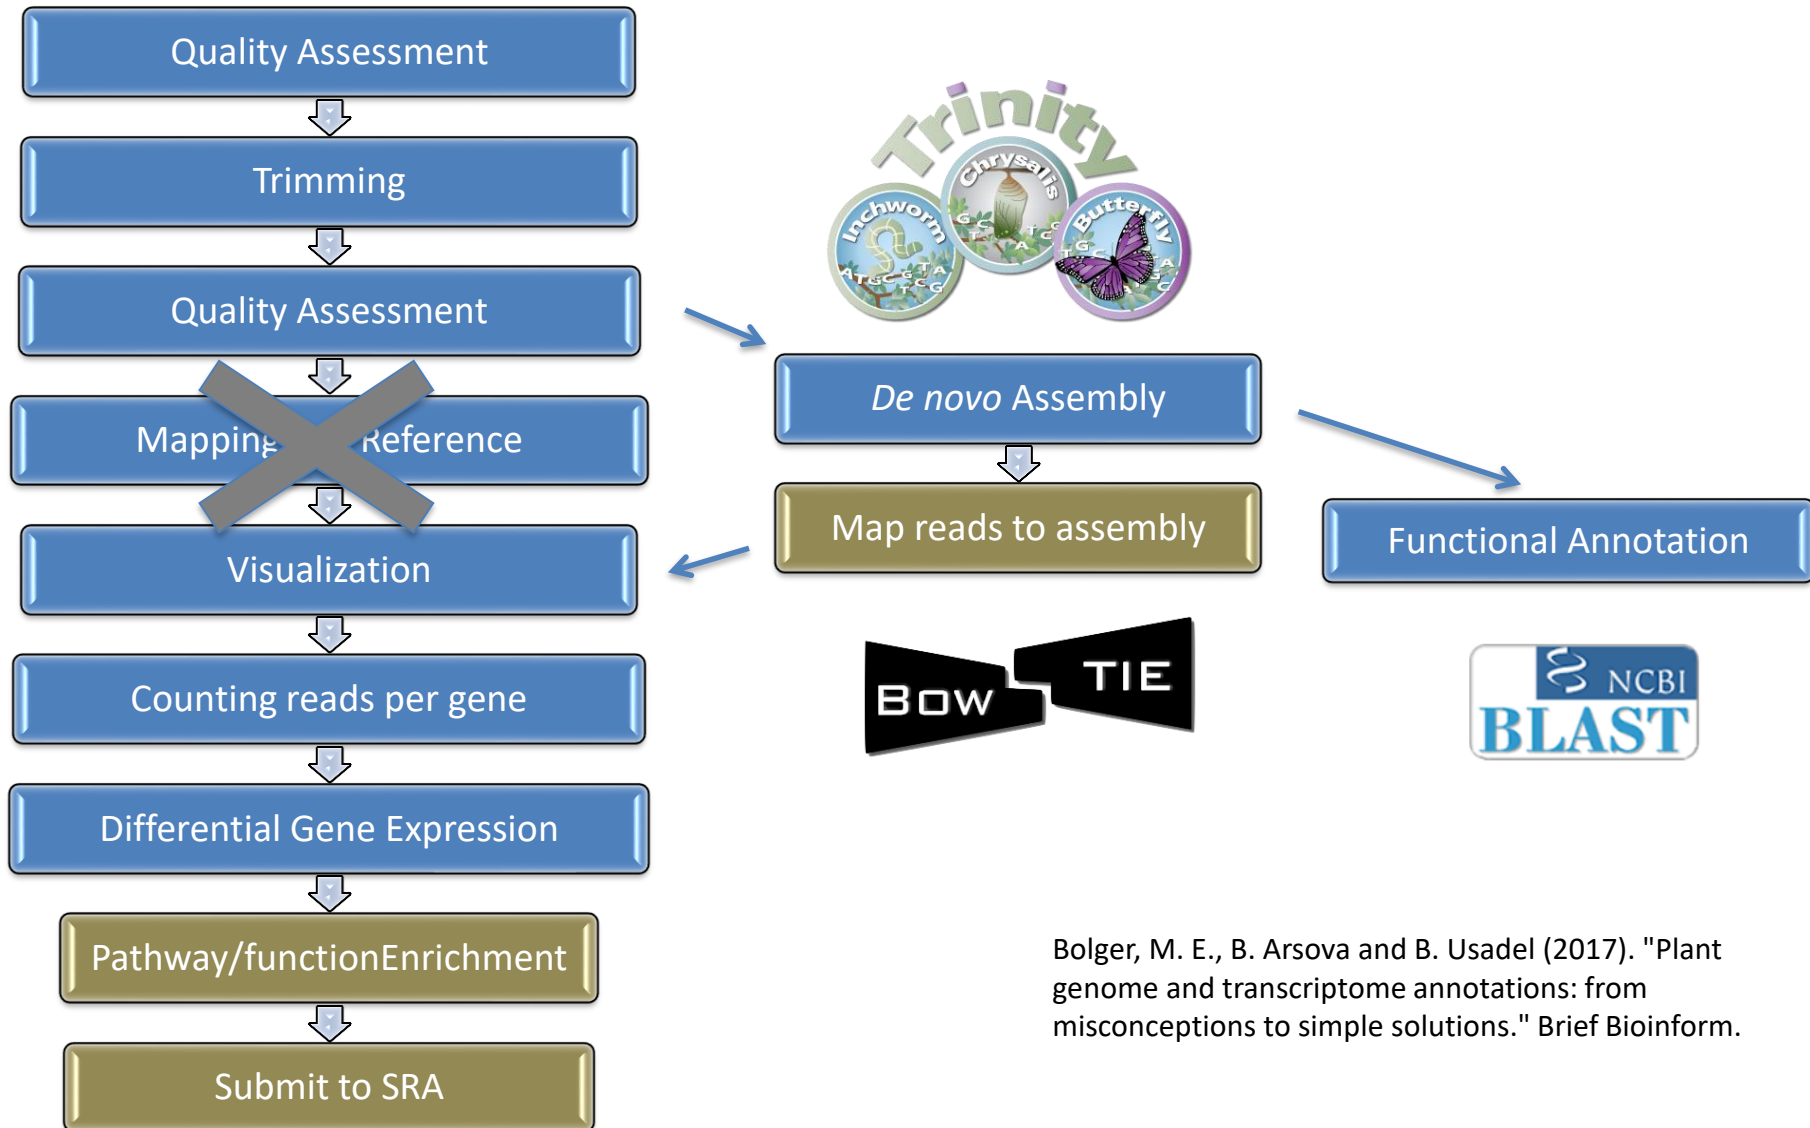 Quality Assessment
Trimming
Quality Assessment
Mapping Reference
Visualization
Counting reads per gene
Differential Gene Expression
Pathway/functionEnrichment
Submit to SRA
Trinity
Inchworm
Chrysalis
Butterfly
De novo Assembly
Map reads to assembly
BOW TIE
Functional Annotation
NCBI
BLAST
Bolger, M. E., B. Arsova and B. Usadel (2017). "Plant
genome and transcriptome annotations: from
misconceptions to simple solutions." Brief Bioinform.